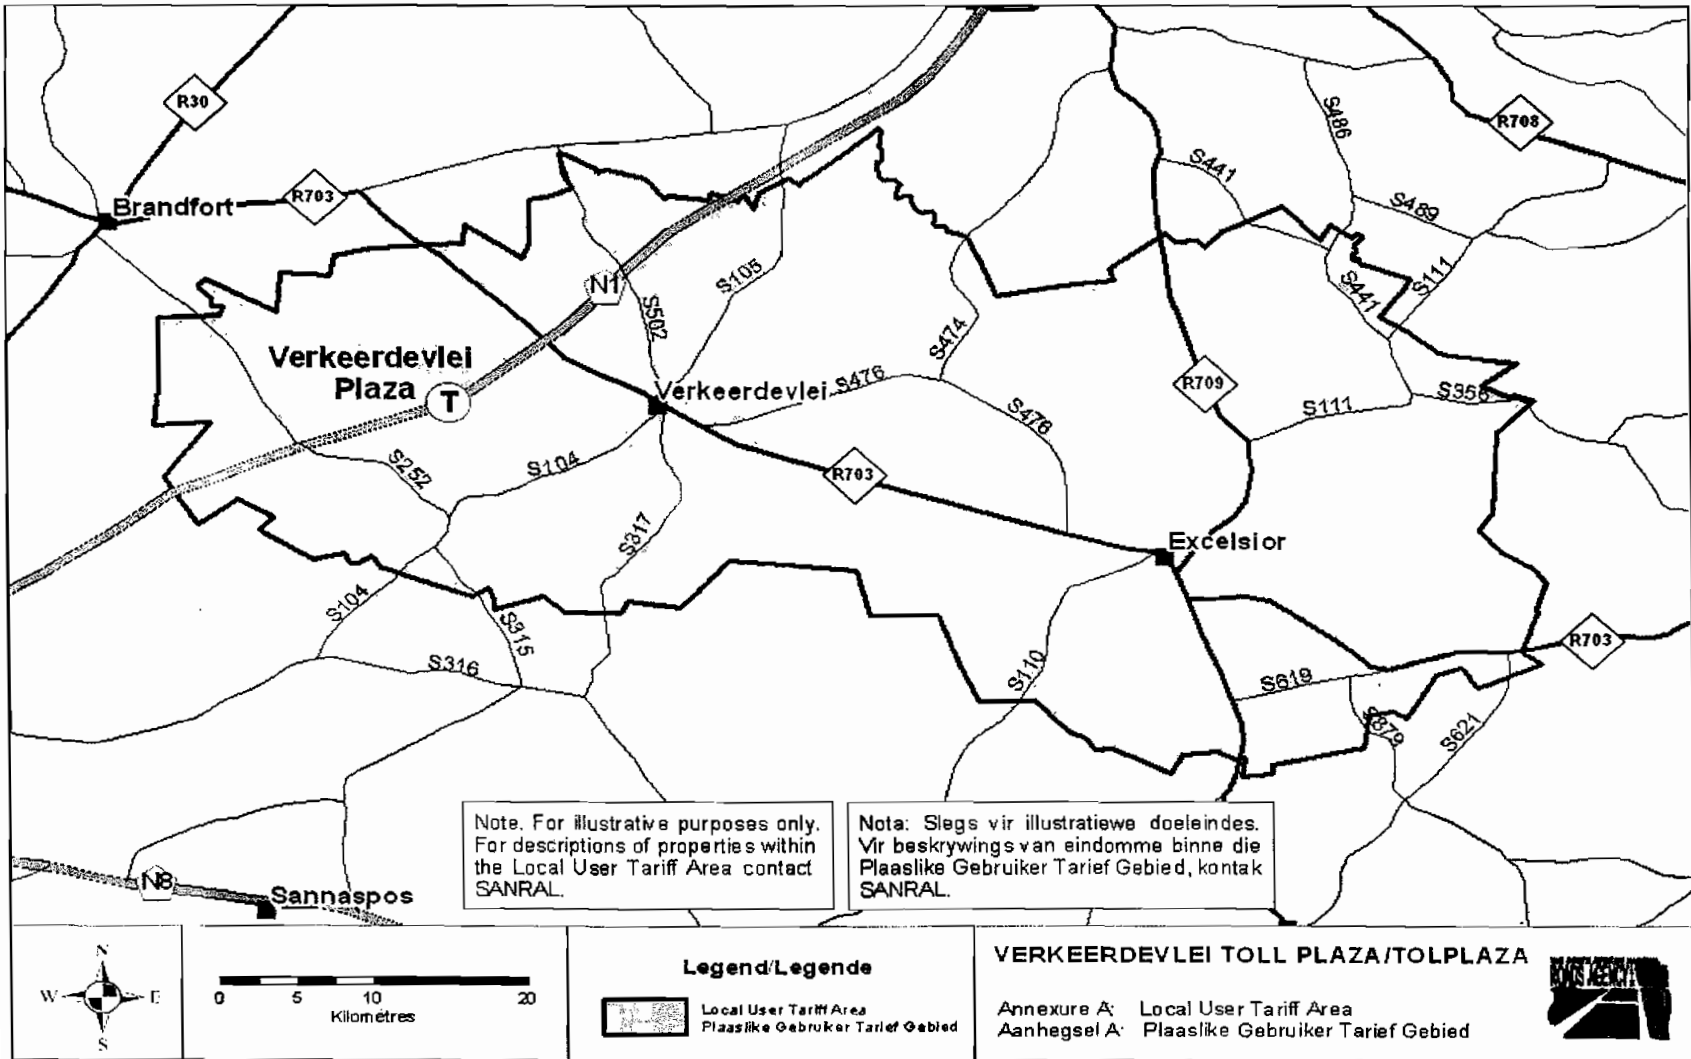 R30
R708
S486
R703
Brandfort
S441
S489
N1
S105
S502
S441
S111
S474
Verkeerdevlei
Plaza
T
Verkeerdevlei
S476
S476
R709
S111
S356
S252
S104
R703
S317
Excelsior
S104
S315
R703
S316
S110
S619
S379
S621
Note. For illustrative purposes only.
For descriptions of properties within
the Local User Tariff Area contact
SANRAL.
Nota: Slegs vir illustratiewe doeleindes.
Vir beskrywings van eindomme binne die
Plaaslike Gebruiker Tarief Gebied, kontak
SANRAL.
N8
Sannaspos
N
W E
S
0 5 10 20
Kilometres
Legend/Legende
Local User Tariff Area
Plaaslike Gebruiker Tarief Gebied
VERKEERDEVLEI TOLL PLAZA/TOLPLAZA
Annexure A: Local User Tariff Area
Aanhegsel A: Plaaslike Gebruiker Tarief Gebied
ROADS AGENCY